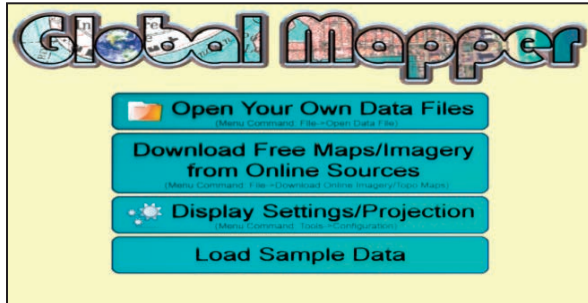 Global Mapper
Open Your Own Data Files
(Menu Command: File->Open Data File)
Download Free Maps/Imagery
from Online Sources
(Menu Command: File->Download Online Imagery/Topo Maps)
Display Settings/Projection
(Menu Command: Tools->Configuration)
Load Sample Data